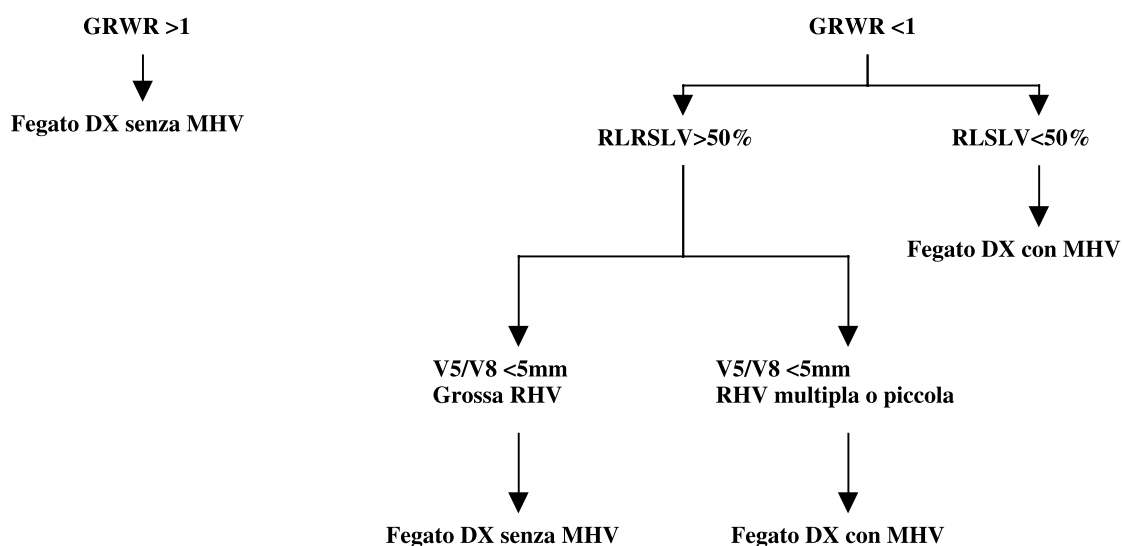 GRWR >1
GRWR <1
Fegato DX senza MHV
RLRSLV>50%
RLSLV<50%
Fegato DX con MHV
V5/V8 <5mm
Grossa RHV
V5/V8 <5mm
RHV multipla o piccola
Fegato DX senza MHV
Fegato DX con MHV